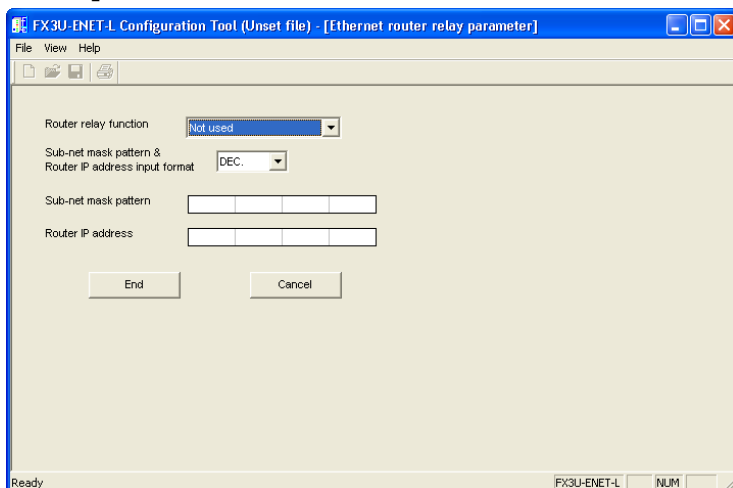 FX3U-ENET-L Configuration Tool (Unset file) - [Ethernet router relay parameter]
File View Help
Router relay function Not used
Sub-net mask pattern &
Router IP address input format DEC.
Sub-net mask pattern
Router IP address
End Cancel
Ready FX3U-ENET-L NUM